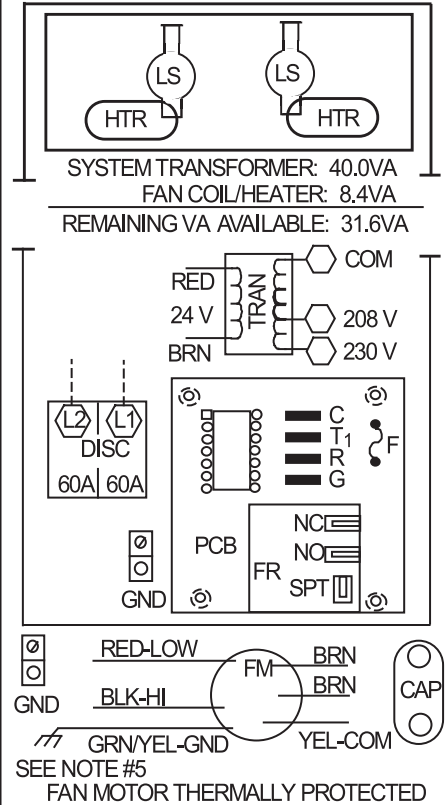 LS LS
HTR HTR
SYSTEM TRANSFORMER: 40.0VA
FAN COIL/HEATER: 8.4VA
REMAINING VA AVAILABLE: 31.6VA
COM
RED
24 V TRAN 208 V
BRN 230 V
L2 L1
DISC
60A 60A
C
T1
R
G
F
NC
PCB NO
FR
SPT
GND
RED-LOW FM BRN
BRN
GND BLK-HI CAP
GRN/YEL-GND YEL-COM
SEE NOTE #5
FAN MOTOR THERMALLY PROTECTED